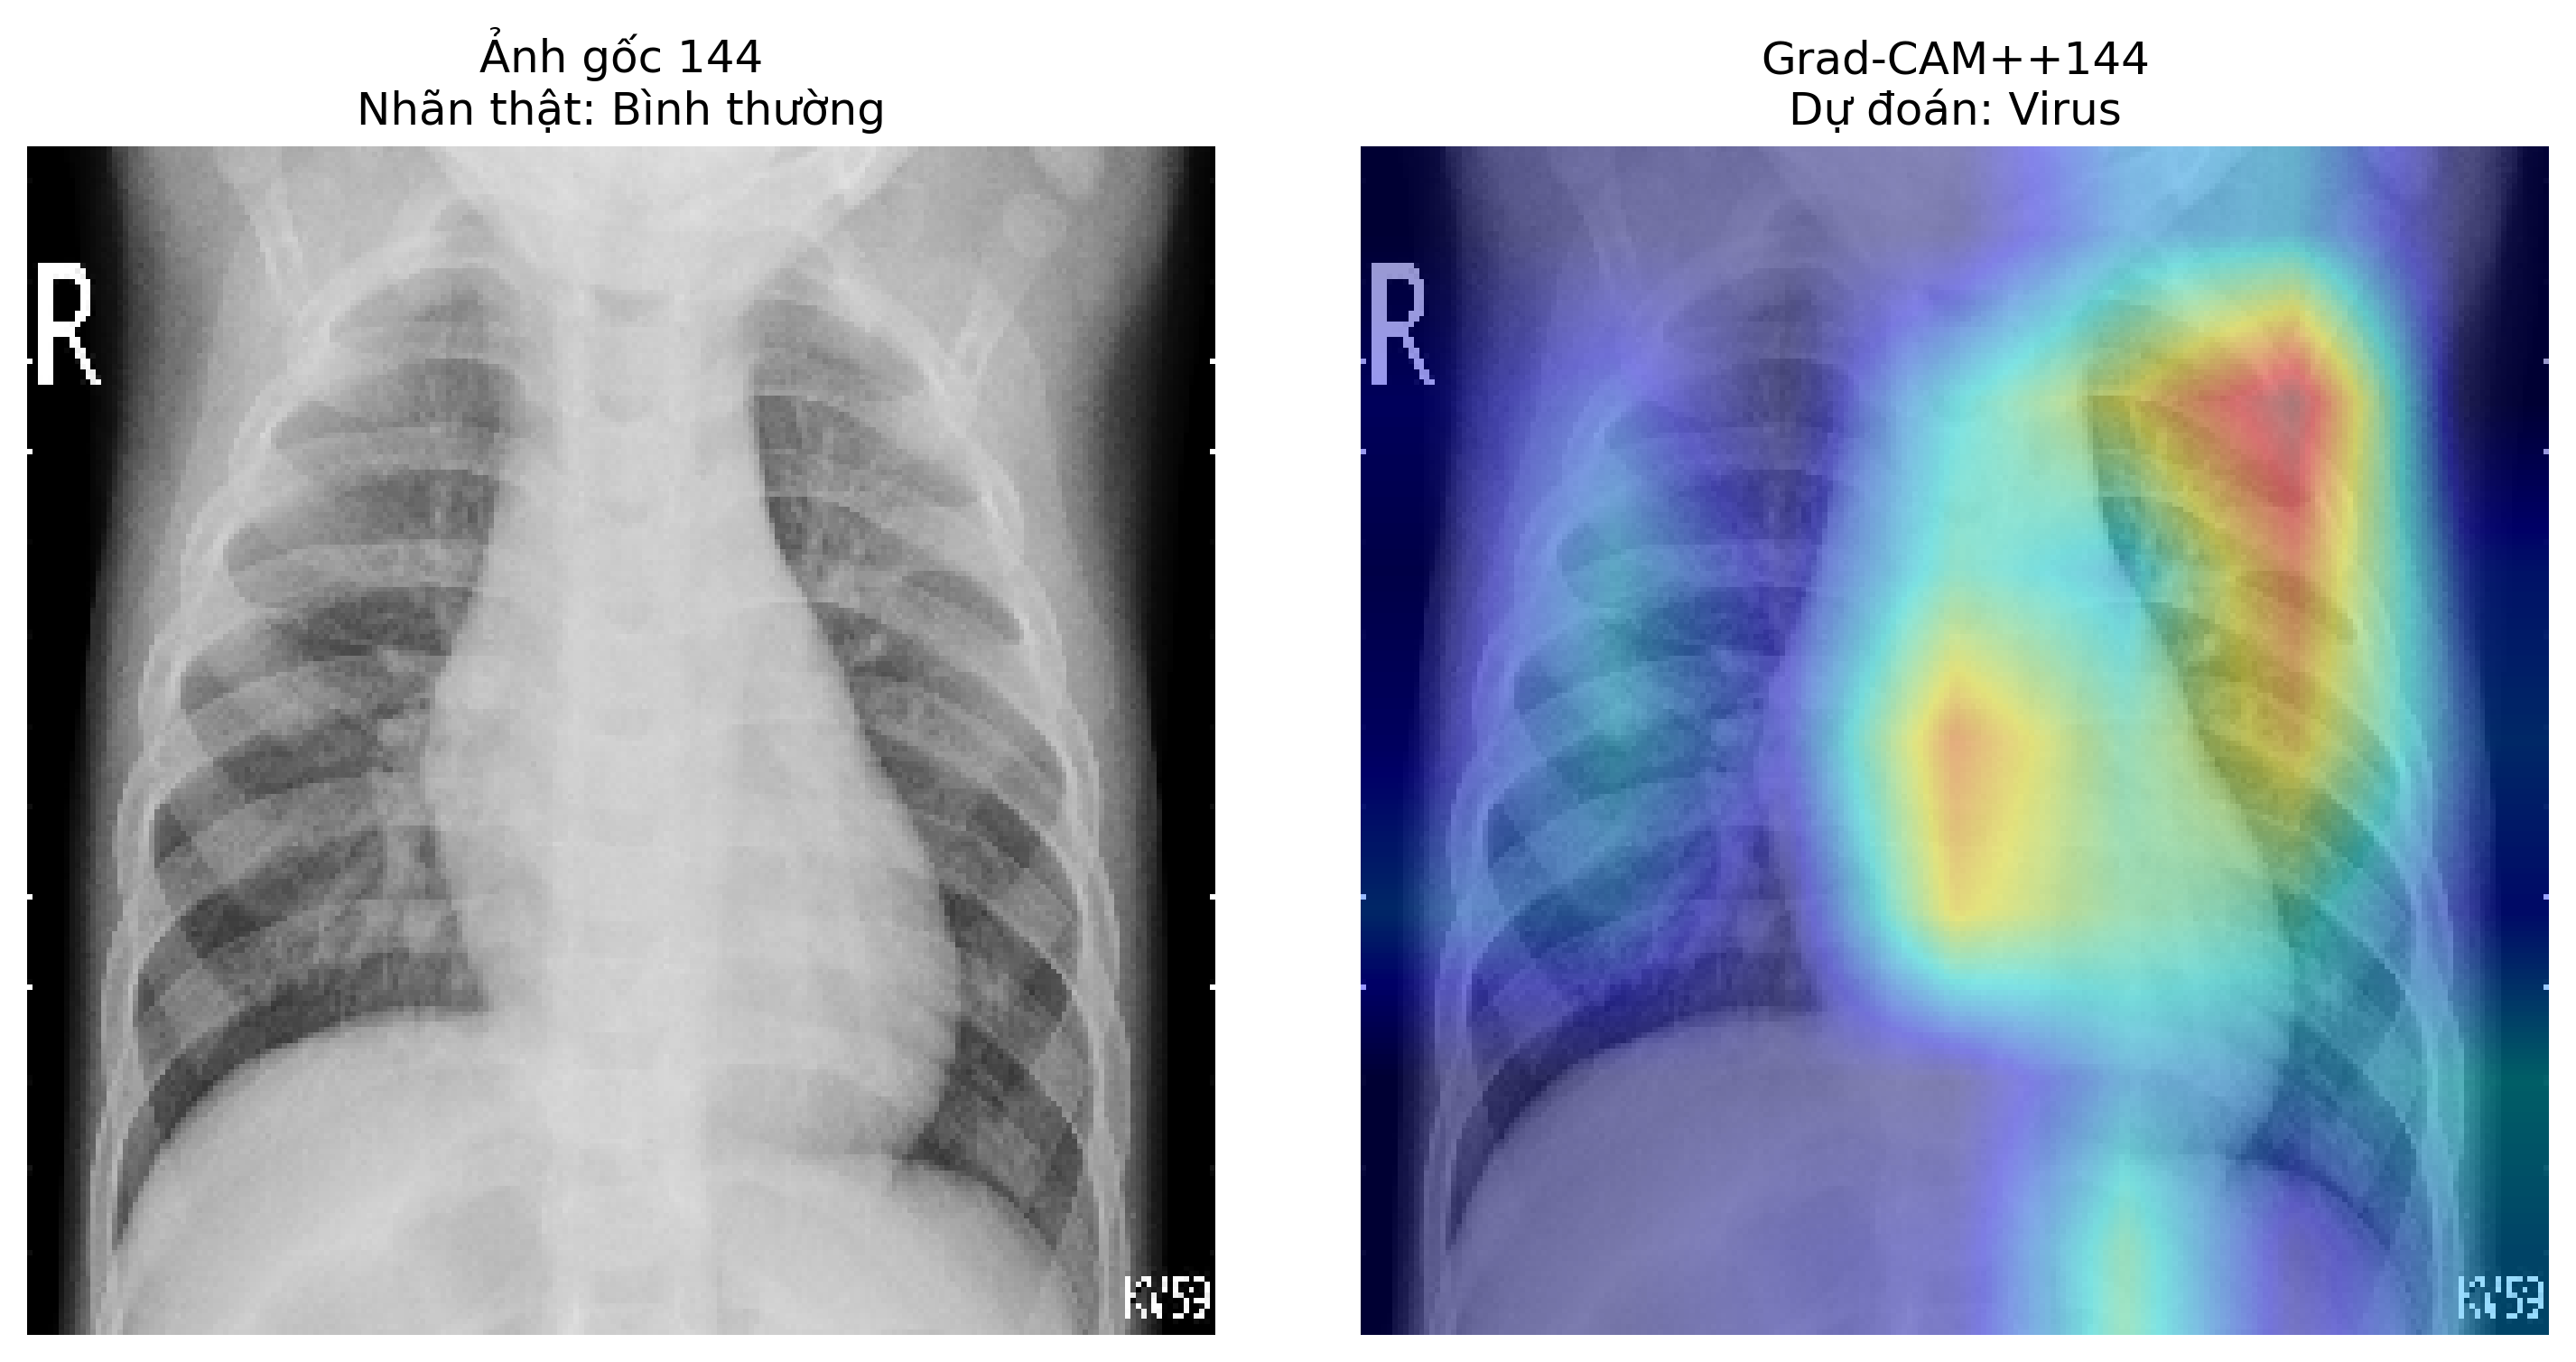 Ảnh gốc 144
Nhãn thật: Bình thường
Grad-CAM++144
Dự đoán: Virus
R
R